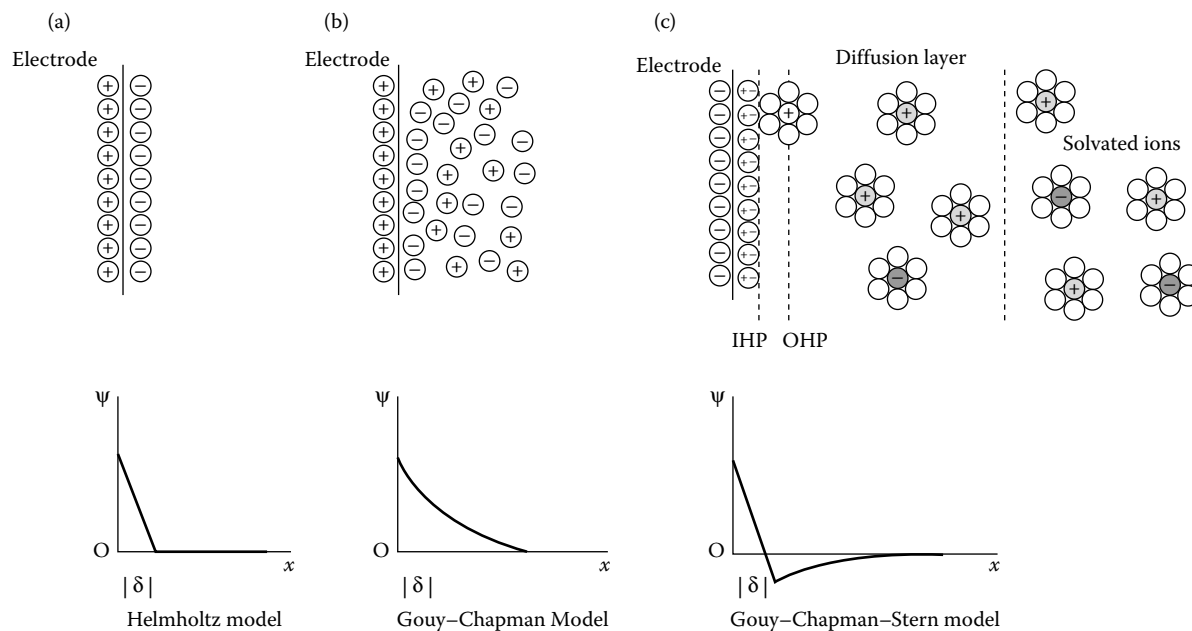 (a)
Electrode
(b)
Electrode
(c)
Electrode
Diffusion layer
Solvated ions
IHP
OHP
ψ
O
x
|δ|
Helmholtz model
ψ
O
x
|δ|
Gouy–Chapman Model
ψ
O
x
|δ|
Gouy–Chapman–Stern model